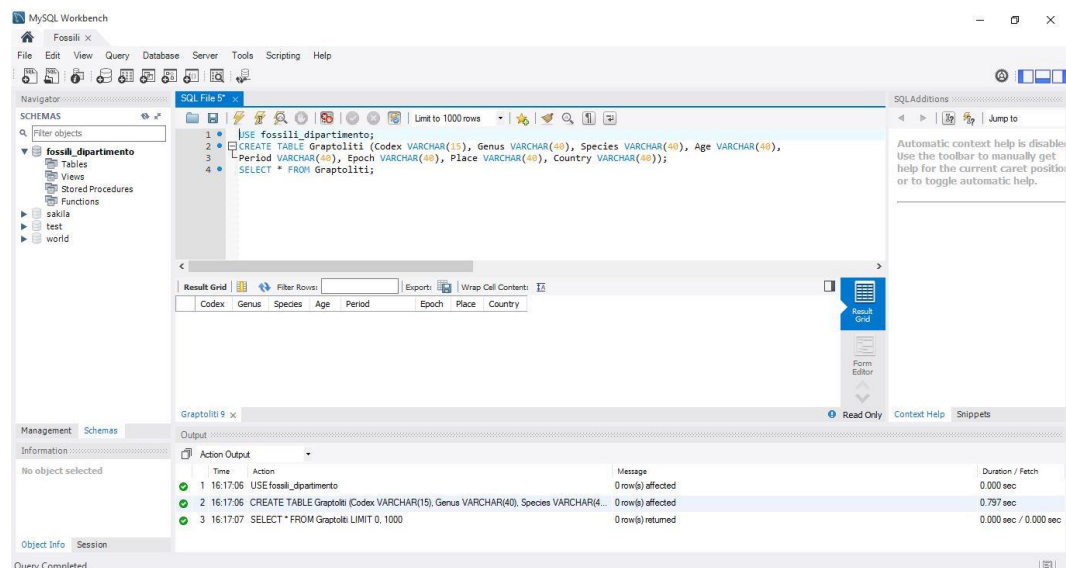 MySQL Workbench
Fossili
File Edit View Query Database Server Tools Scripting Help
Navigator
SCHEMAS
Filter objects
fossili_dipartimento
Tables
Views
Stored Procedures
Functions
sakila
test
world
Management Schemas
Information
No object selected
Object Info Session
Query Completed
SQL File 5*
Limit to 1000 rows
1 USE fossili_dipartimento;
2 CREATE TABLE Graptoliti (Codex VARCHAR(15), Genus VARCHAR(40), Species VARCHAR(40), Age VARCHAR(40),
3 Period VARCHAR(40), Epoch VARCHAR(40), Place VARCHAR(40), Country VARCHAR(40));
4 SELECT * FROM Graptoliti;
Result Grid Filter Rows: Export: Wrap Cell Content:
Codex Genus Species Age Period Epoch Place Country
Result Grid
Form Editor
Graptoliti 9
Read Only
SQLAdditions
Jump to
Automatic context help is disable
Use the toolbar to manually get
help for the current caret positio
or to toggle automatic help.
Context Help Snippets
Output
Action Output
Time Action Message Duration / Fetch
1 16:17:06 USE fossili_dipartimento 0 row(s) affected 0.000 sec
2 16:17:06 CREATE TABLE Graptoliti (Codex VARCHAR(15), Genus VARCHAR(40), Species VARCHAR(4... 0 row(s) affected 0.797 sec
3 16:17:07 SELECT * FROM Graptoliti LIMIT 0, 1000 0 row(s) returned 0.000 sec / 0.000 sec